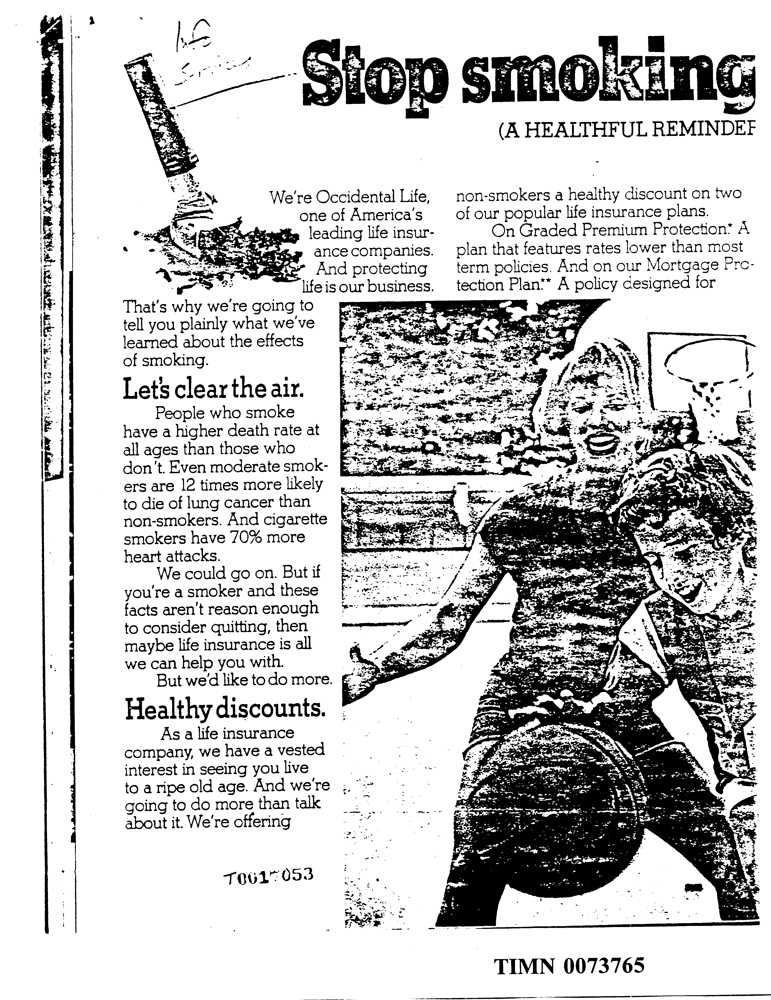 Info
Stop smoking
(A HEALTHFUL REMINDER
We're Occidental Life,
one of America's
leading life insur-
ance companies.
And protecting
life is our business.
That's why we're going to
tell you plainly what we've
learned about the effects
of smoking.
Let's clear the air.
People who smoke
have a higher death rate at
all ages than those who
don't. Even moderate smok-
ers are 12 times more likely
to die of lung cancer than
non-smokers. And cigarette
smokers have 70% more
heart attacks.
We could go on. But if
you're a smoker and these
facts aren't reason enough
to consider quitting, then
maybe life insurance is all
we can help you with.
But we'd like to do more.
Healthy discounts.
As a life insurance
company, we have a vested
interest in seeing you live
to a ripe old age. And we're
going to do more than talk
about it. We're offering
non-smokers a healthy discount on two
of our popular life insurance plans.
On Graded Premium Protection.* A
plan that features rates lower than most
term policies. And on our Mortgage Pro-
tection Plan.** A policy designed for
T0017053
TIMN 0073765